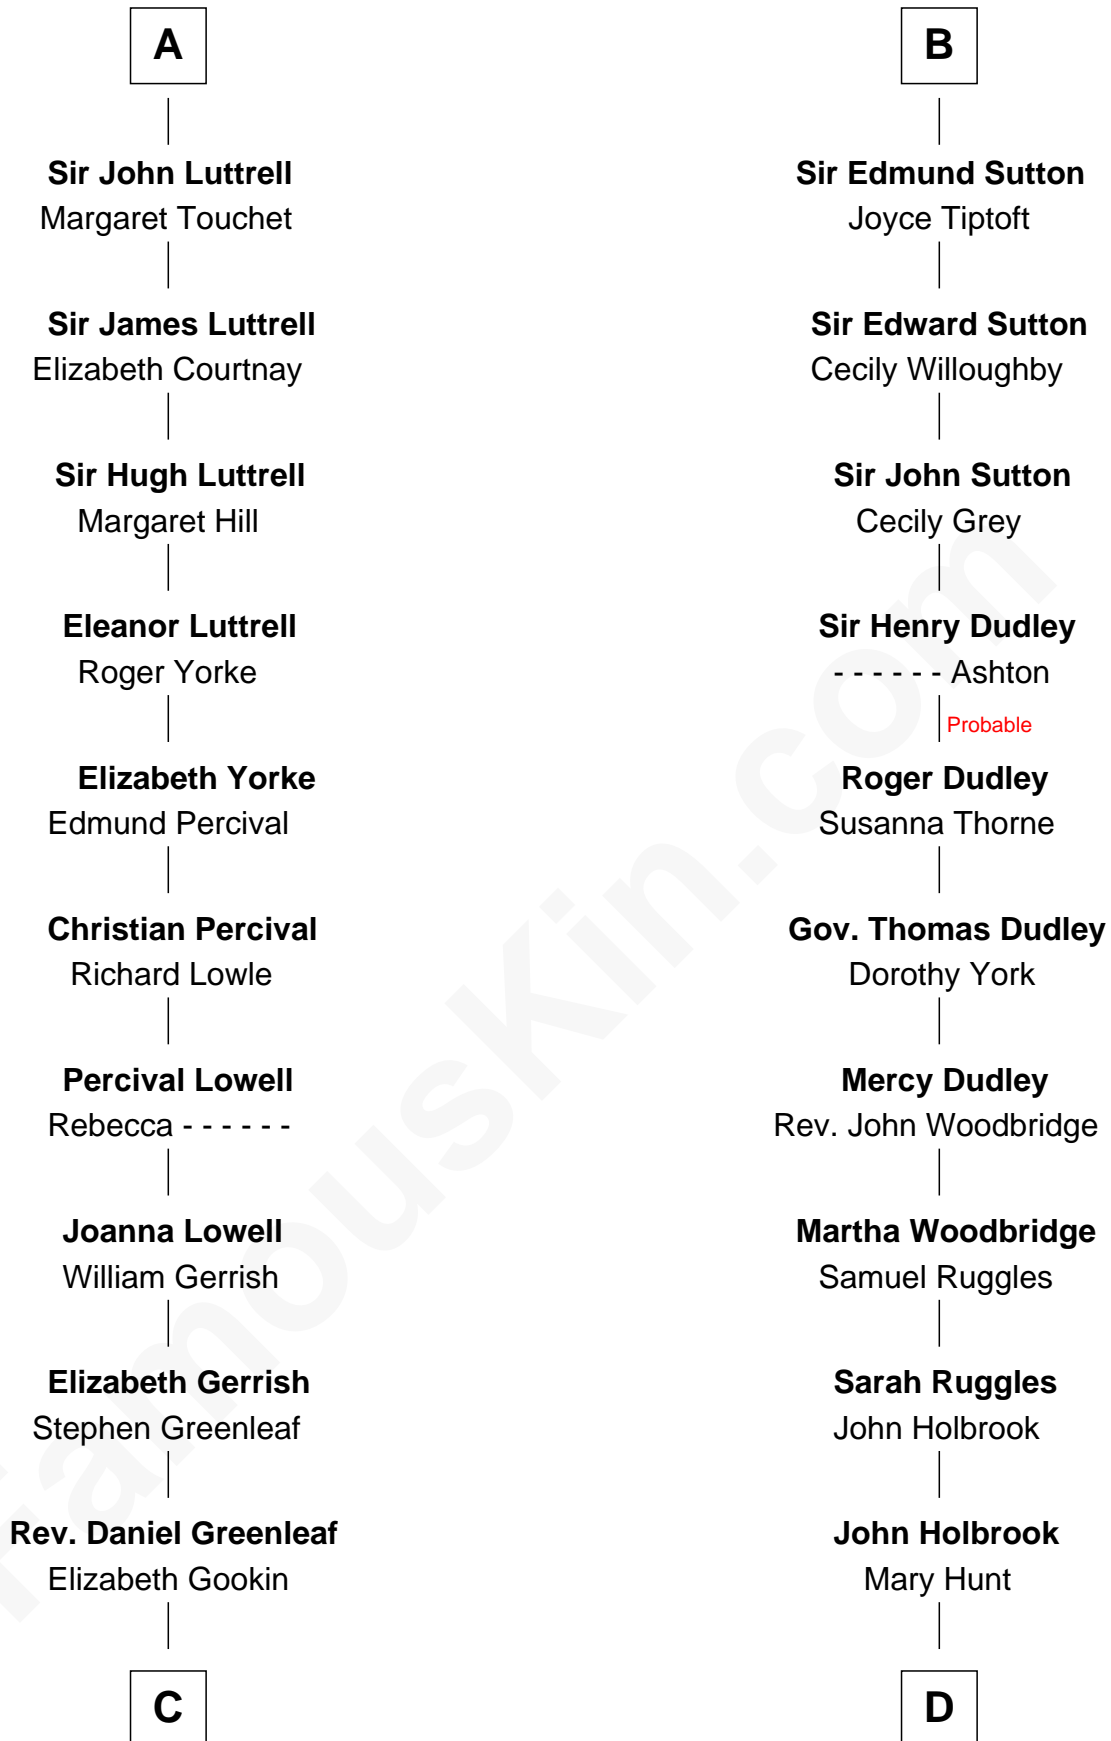 A
Sir John Luttrell
Margaret Touchet
Sir James Luttrell
Elizabeth Courtnay
Sir Hugh Luttrell
Margaret Hill
Eleanor Luttrell
Roger Yorke
Elizabeth Yorke
Edmund Percival
Christian Percival
Richard Lowle
Percival Lowell
Rebecca - - - - - -
Joanna Lowell
William Gerrish
Elizabeth Gerrish
Stephen Greenleaf
Rev. Daniel Greenleaf
Elizabeth Gookin
C
B
Sir Edmund Sutton
Joyce Tiptoft
Sir Edward Sutton
Cecily Willoughby
Sir John Sutton
Cecily Grey
Sir Henry Dudley
- - - - - - Ashton
Probable
Roger Dudley
Susanna Thorne
Gov. Thomas Dudley
Dorothy York
Mercy Dudley
Rev. John Woodbridge
Martha Woodbridge
Samuel Ruggles
Sarah Ruggles
John Holbrook
John Holbrook
Mary Hunt
D
FamousKin.com